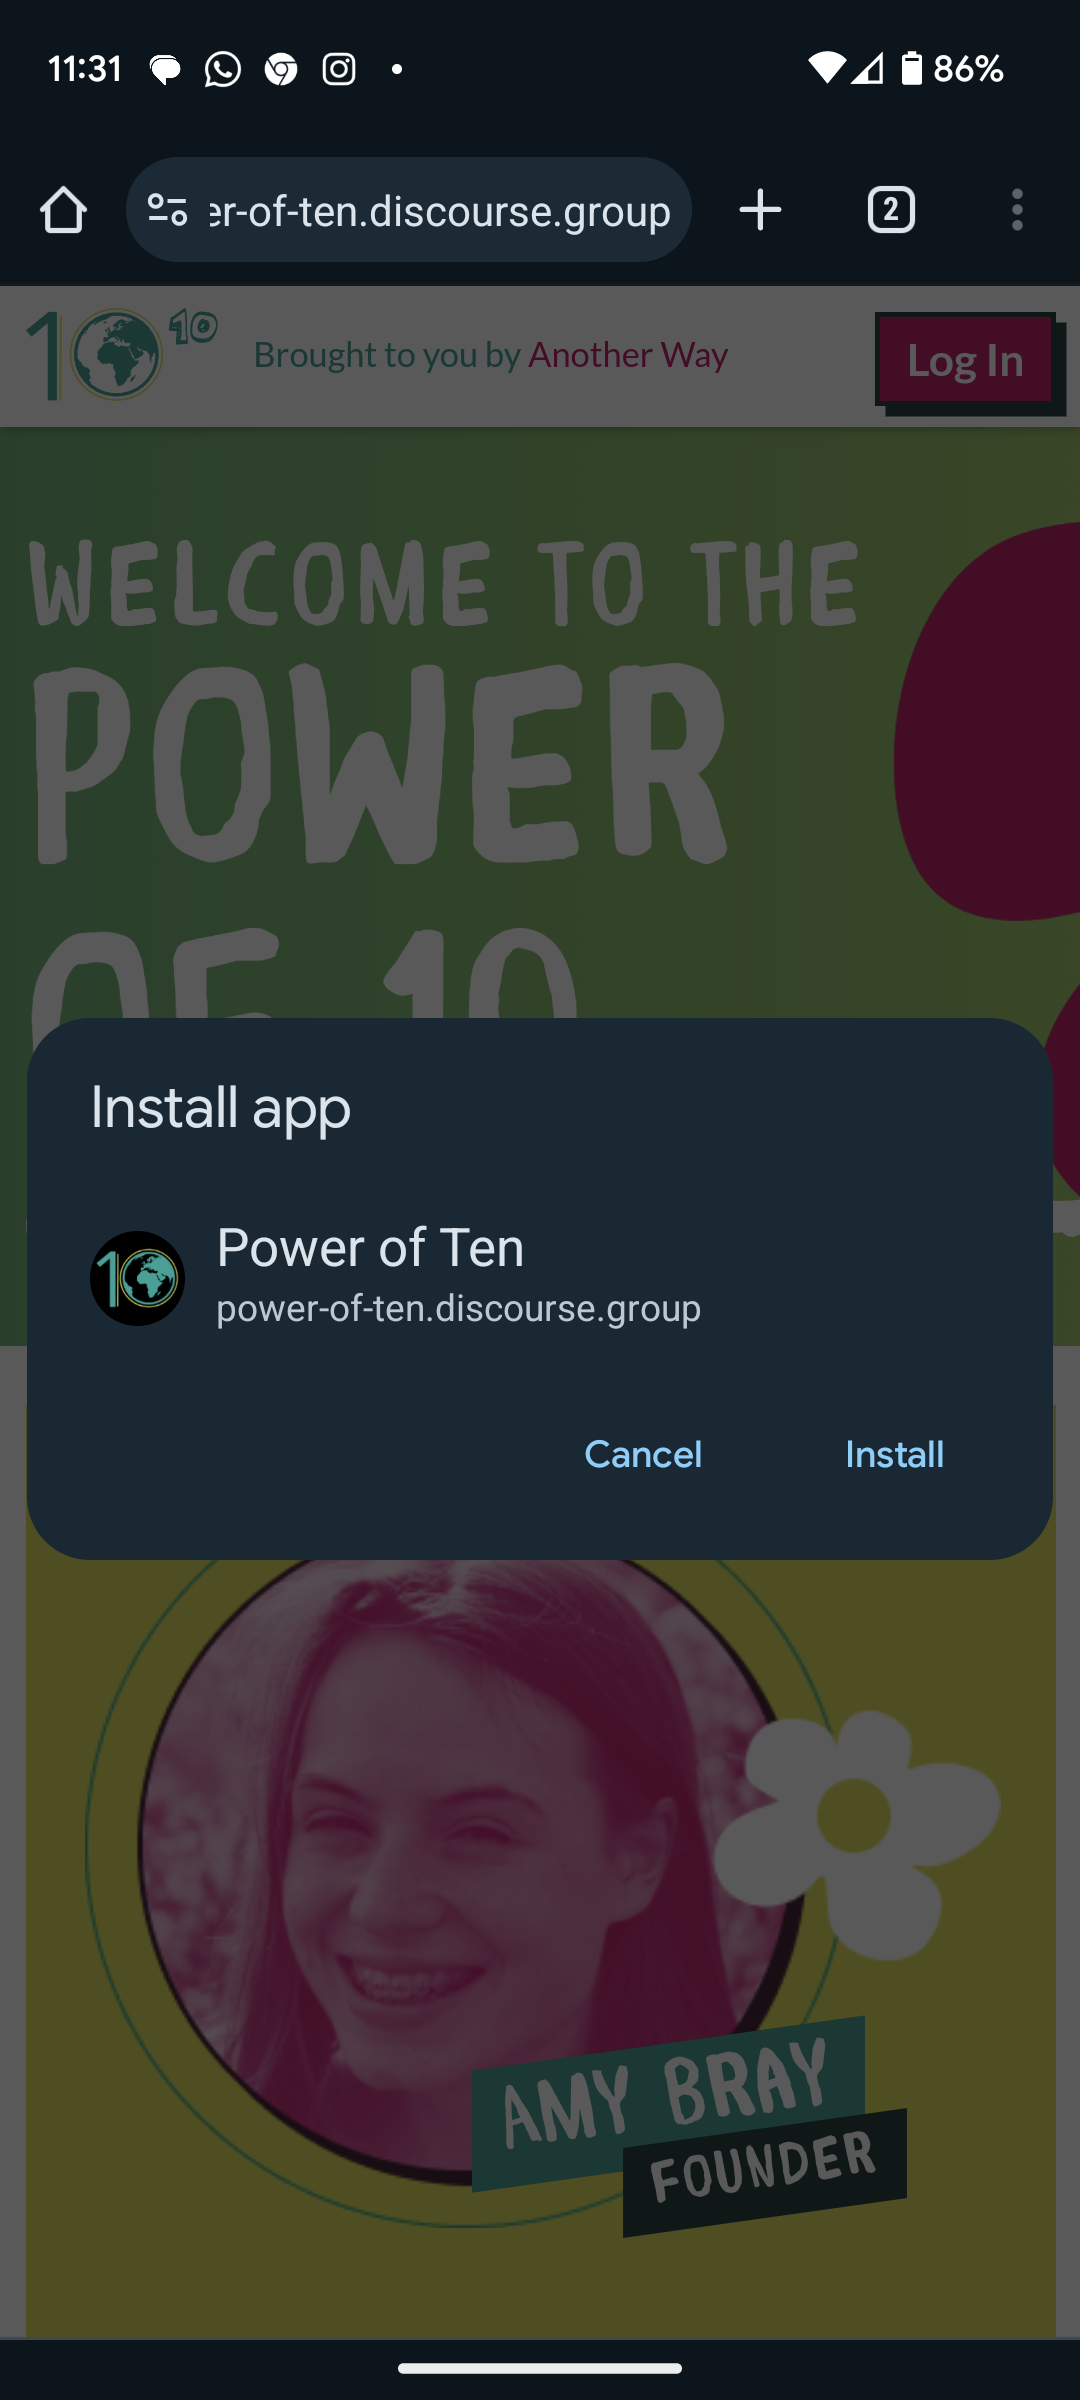 11:31
86%
er-of-ten.discourse.group
2
10 10
Brought to you by Another Way
Log In
WELCOME TO THE
POWER
OF 10
Install app
10
Power of Ten
power-of-ten.discourse.group
Cancel
Install
AMY BRAY
FOUNDER